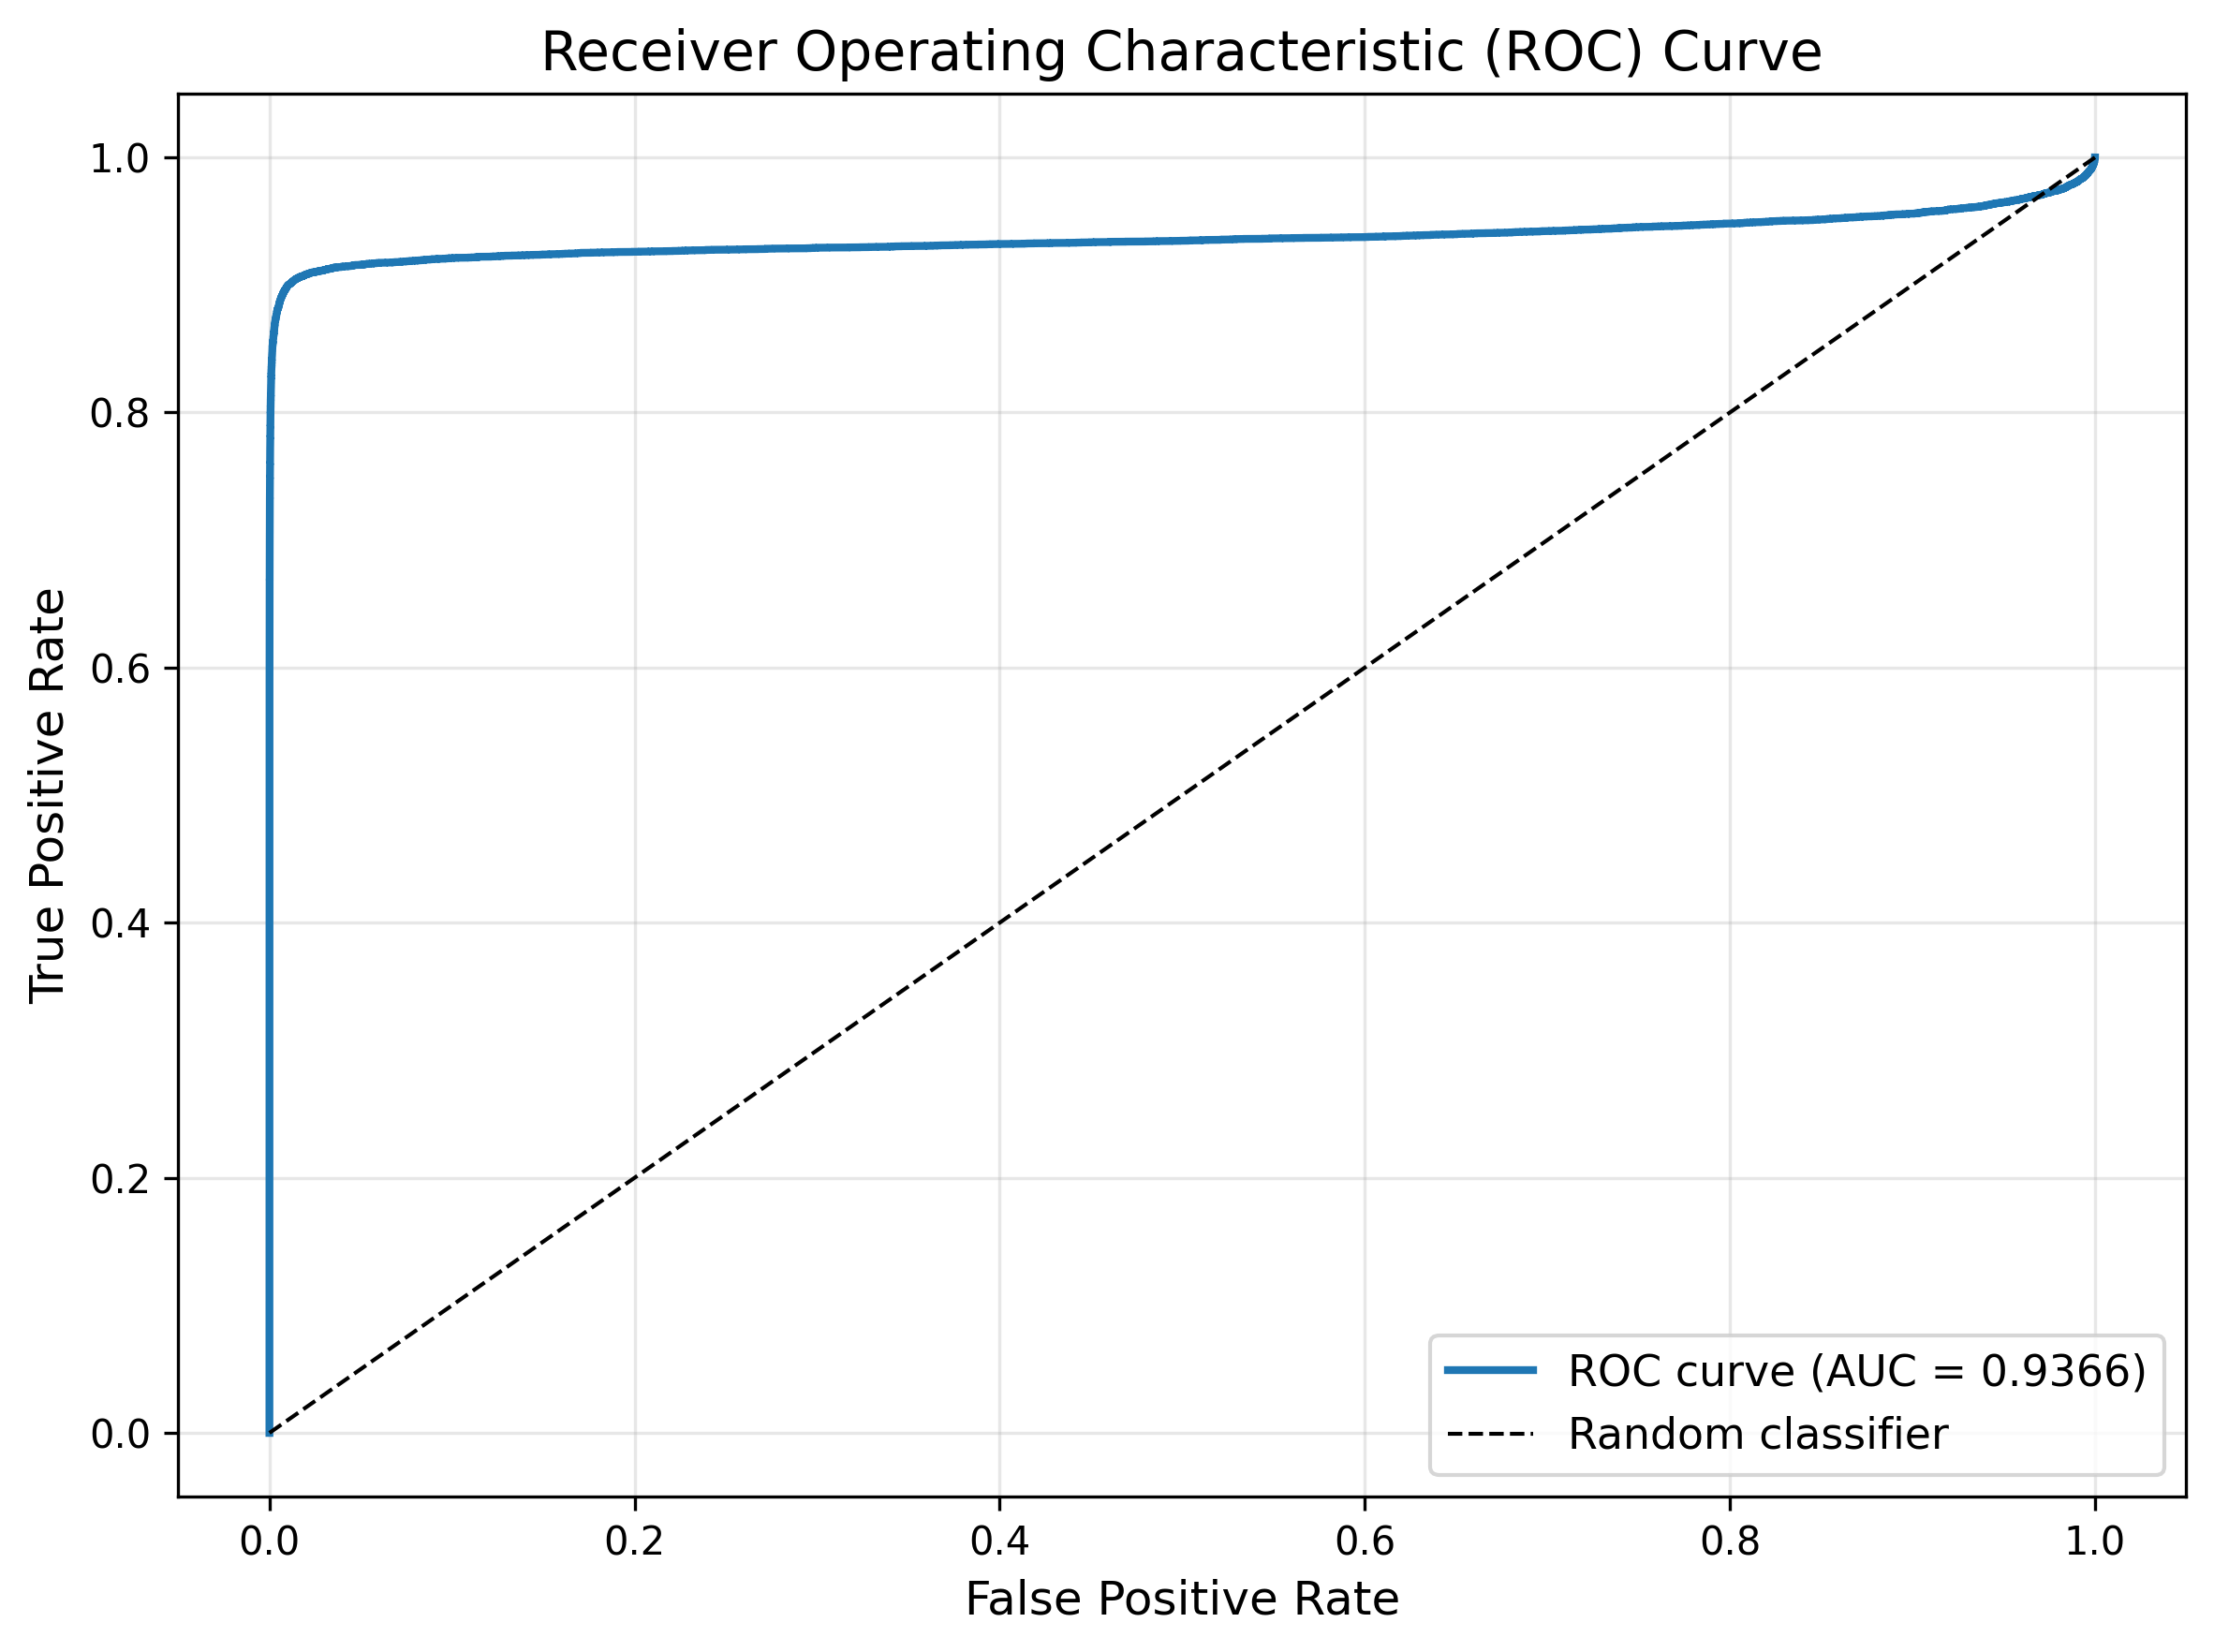 Receiver Operating Characteristic (ROC) Curve
1.0
0.8
0.6
0.4
0.2
0.0
True Positive Rate
ROC curve (AUC = 0.9366)
Random classifier
0.0 0.2 0.4 0.6 0.8 1.0
False Positive Rate